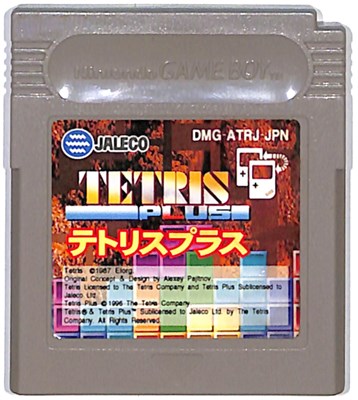 Nintendo GAME BOY TM
JALECO
DMG-ATRJ-JPN
TETRIS
PLUS
テトリスプラス
Tetris ©1987 Elorg.
Original Concept & Design by Alexey Pajitnov.
Tetris Licensed to The Tetris Company and Tetris Plus Sublicensed to
Jaleco Ltd.
Tetris Plus ©1996 The Tetris Company
Tetris® & Tetris Plus™ Sublicensed to Jaleco Ltd. by The Tetris
Company. All Rights Reserved.